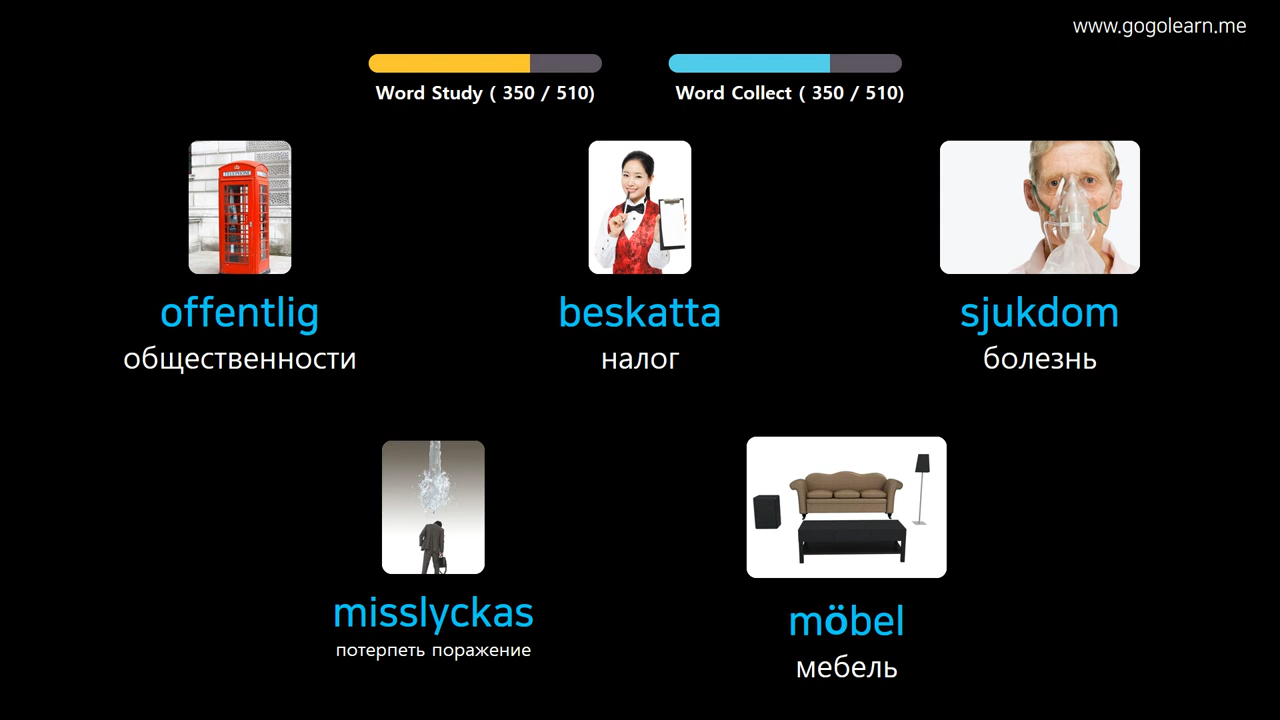 www.gogolearn.me
Word Study ( 350 / 510)
Word Collect ( 350 / 510)
TELEPHONE
offentlig
общественности
beskatta
налог
sjukdom
болезнь
misslyckas
потерпеть поражение
möbel
мебель